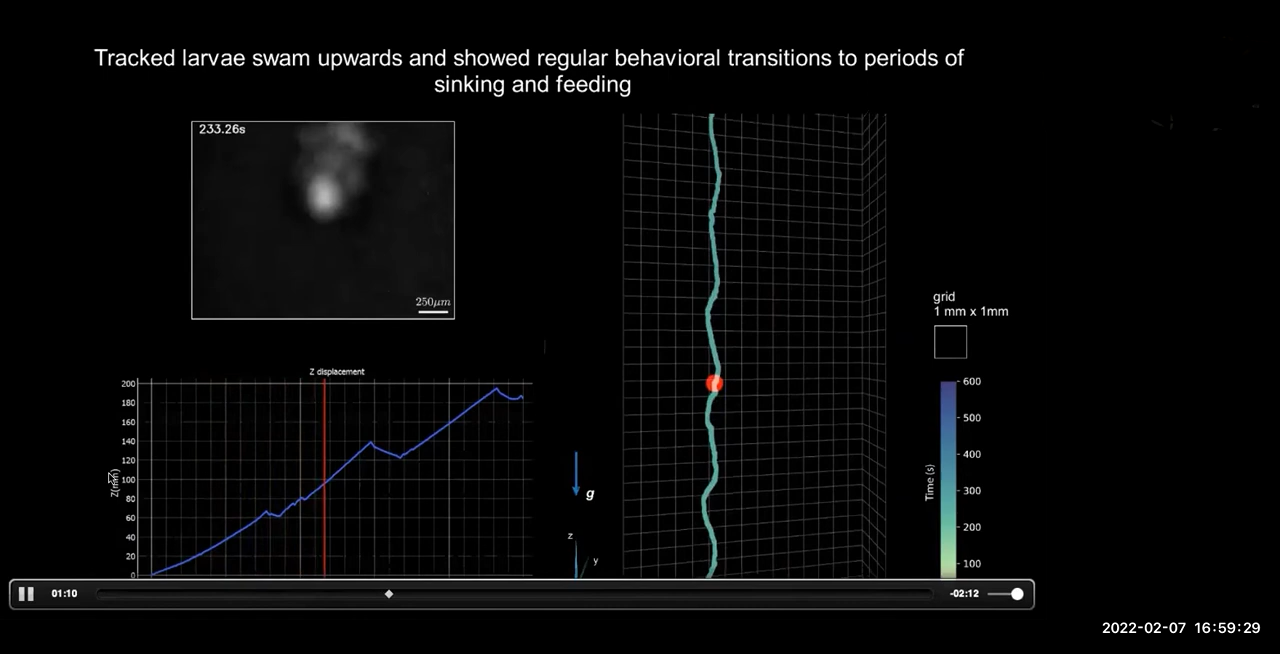 Tracked larvae swam upwards and showed regular behavioral transitions to periods of
sinking and feeding
233.26s
250μm
grid
1 mm x 1mm
Z displacement
200
180
160
140
120
100
80
60
40
20
0
Z(mm)
g
z
y
600
500
400
300
200
100
Time (s)
01:10
-02:12
2022-02-07 16:59:29